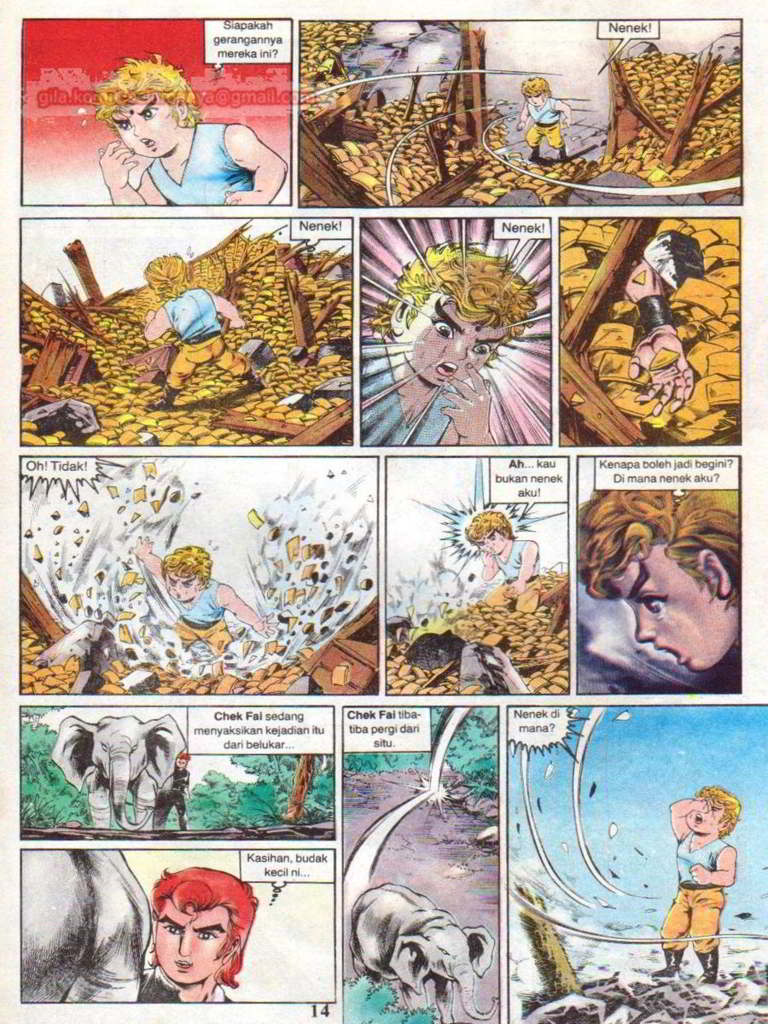 Siapakah
gerangannya
mereka ini?
Nenek!
Nenek!
Nenek!
Oh! Tidak!
Ah... kau
bukan nenek
aku!
Kenapa boleh jadi begini?
Di mana nenek aku?
Chek Fai sedang
menyaksikan kejadian itu
dari belukar...
Kasihan, budak
kecil ni...
Chek Fai tiba-
tiba pergi dari
situ.
Nenek di
mana?
14